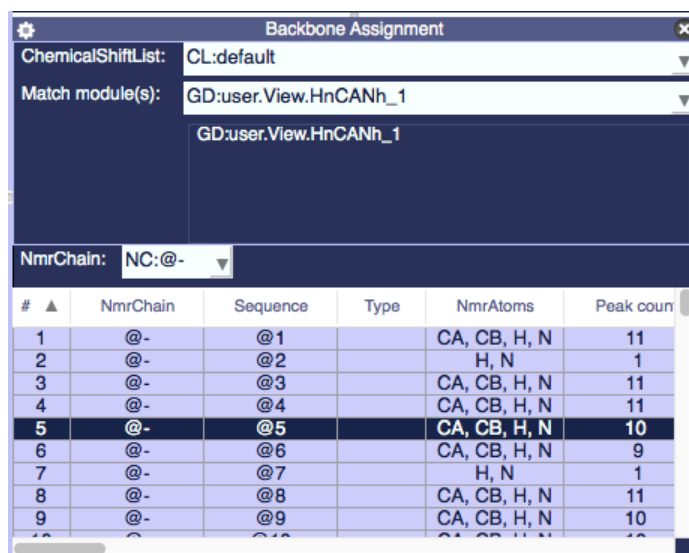 Backbone Assignment
ChemicalShiftList: CL:default
Match module(s): GD:user.View.HnCANh_1
GD:user.View.HnCANh_1
NmrChain: NC:@-
# NmrChain Sequence Type NmrAtoms Peak coun
1 @- @1 CA, CB, H, N 11
2 @- @2 H, N 1
3 @- @3 CA, CB, H, N 11
4 @- @4 CA, CB, H, N 11
5 @- @5 CA, CB, H, N 10
6 @- @6 CA, CB, H, N 9
7 @- @7 H, N 1
8 @- @8 CA, CB, H, N 11
9 @- @9 CA, CB, H, N 10